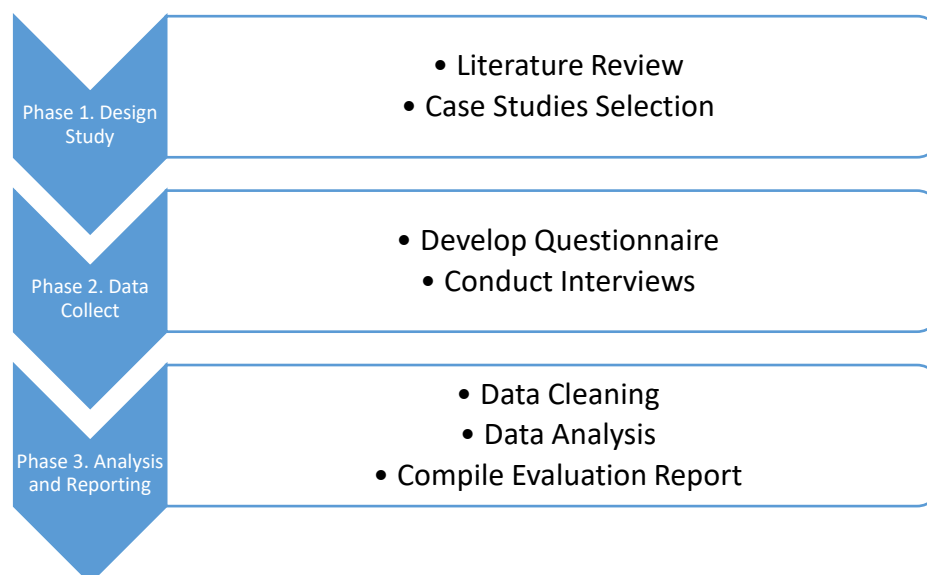 Phase 1. Design
Study
• Literature Review
• Case Studies Selection
Phase 2. Data
Collect
• Develop Questionnaire
• Conduct Interviews
Phase 3. Analysis
and Reporting
• Data Cleaning
• Data Analysis
• Compile Evaluation Report